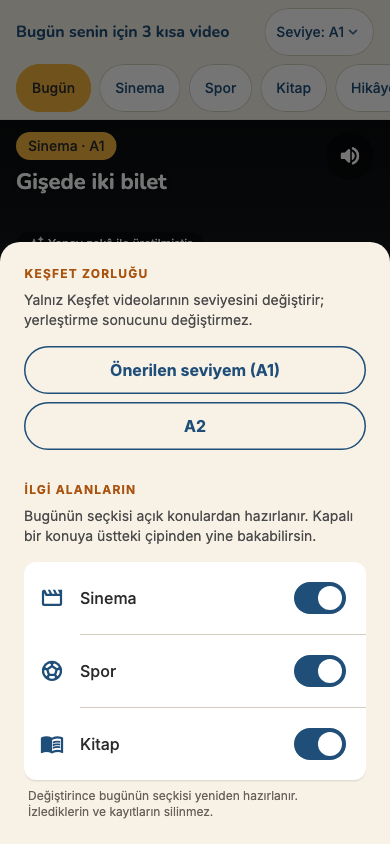 Bugün senin için 3 kısa video
Seviye: A1
Bugün
Sinema
Spor
Kitap
Hikây
Sinema · A1
Gişede iki bilet
KEŞFET ZORLUĞU
Yalnız Keşfet videolarının seviyesini değiştirir;
yerleştirme sonucunu değiştirmez.
Önerilen seviyem (A1)
A2
İLGİ ALANLARIN
Bugünün seçkisi açık konulardan hazırlanır. Kapalı
bir konuya üstteki çipinden yine bakabilirsin.
Sinema
Spor
Kitap
Değiştirince bugünün seçkisi yeniden hazırlanır.
İzlediklerin ve kayıtların silinmez.